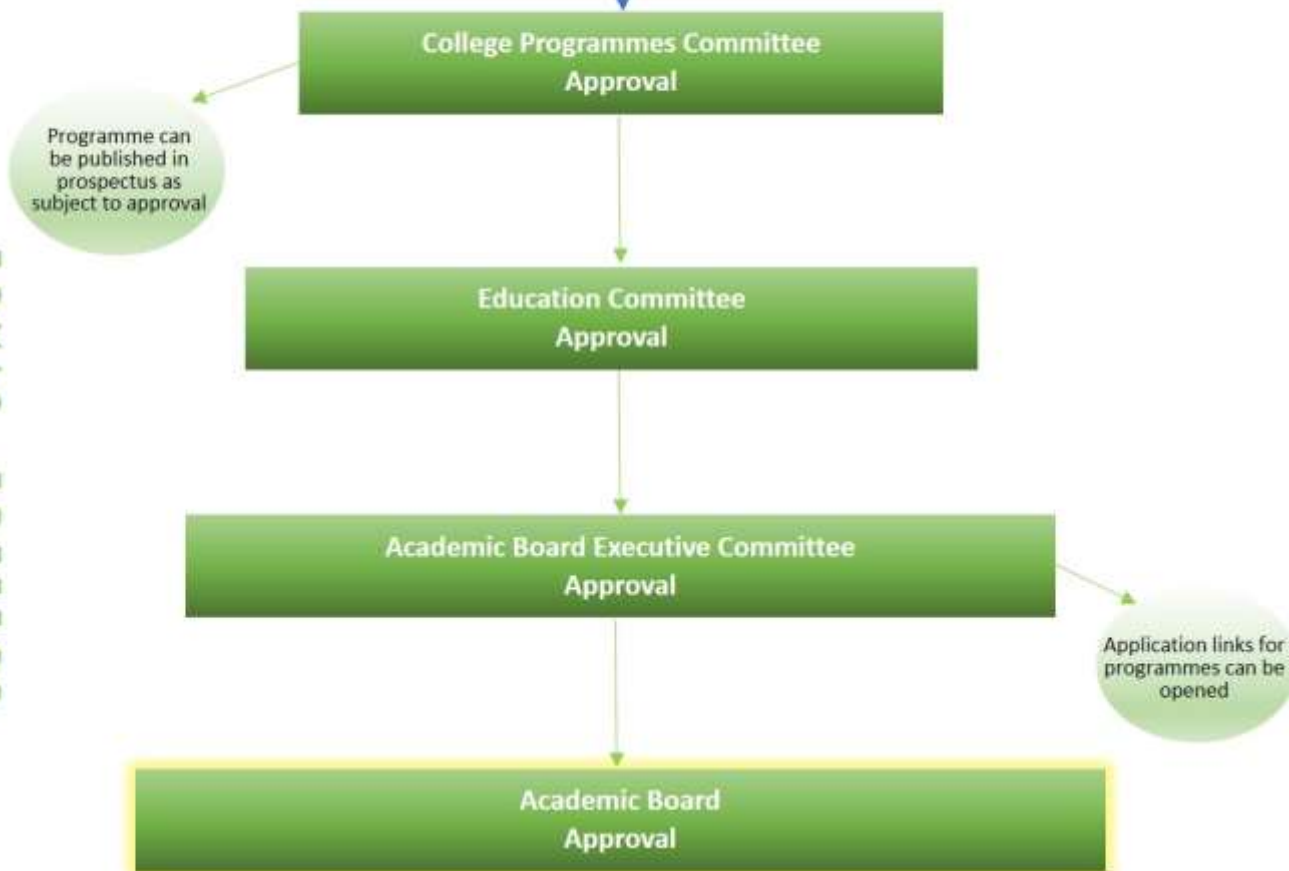 College Programmes Committee
Approval
Programme can
be published in
prospectus as
subject to approval
Education Committee
Approval
Academic Board Executive Committee
Approval
Application links for
programmes can be
opened
Academic Board
Approval